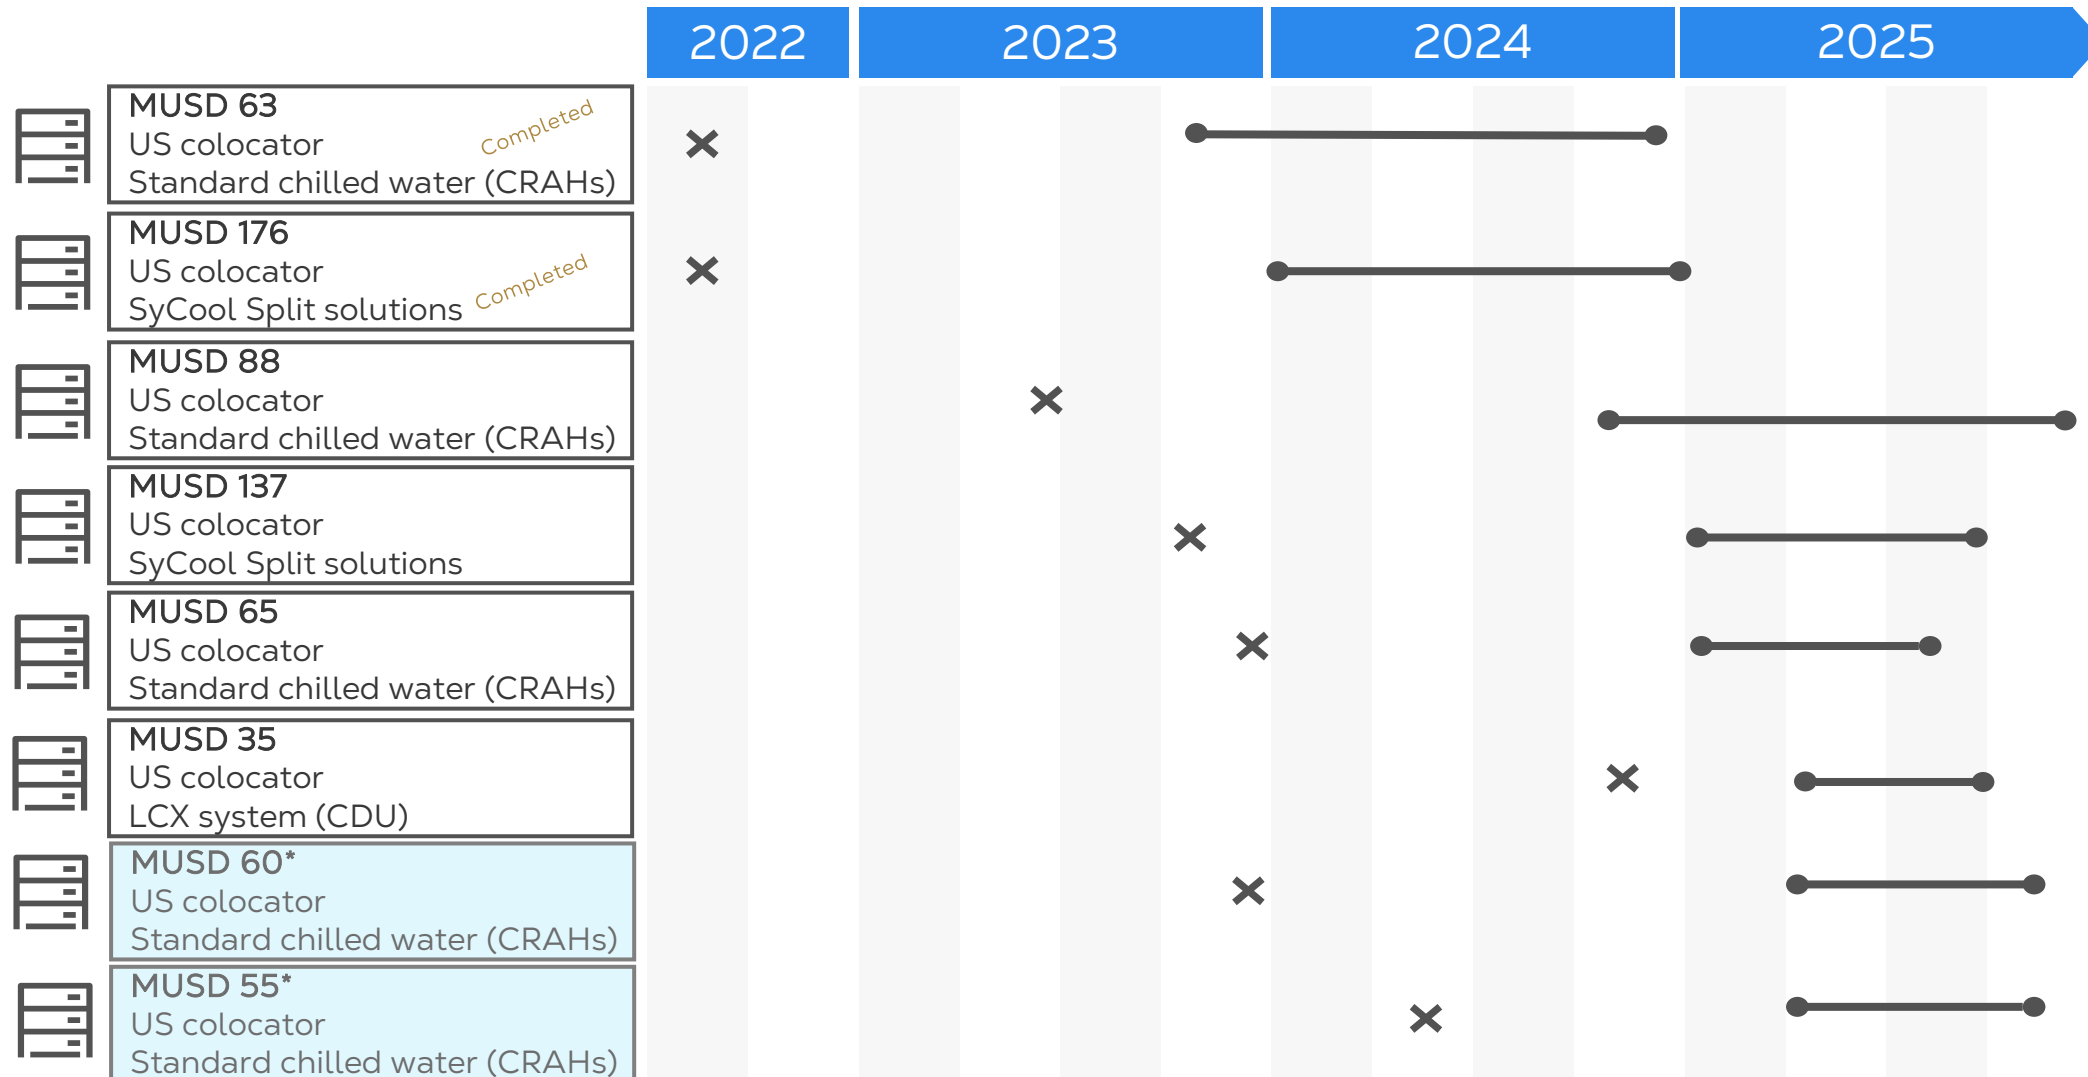 2022
2023
2024
2025
MUSD 63
US colocator
Completed
Standard chilled water (CRAHs)
MUSD 176
US colocator
SyCool Split solutions
Completed
MUSD 88
US colocator
Standard chilled water (CRAHs)
MUSD 137
US colocator
SyCool Split solutions
MUSD 65
US colocator
Standard chilled water (CRAHs)
MUSD 35
US colocator
LCX system (CDU)
MUSD 60*
US colocator
Standard chilled water (CRAHs)
MUSD 55*
US colocator
Standard chilled water (CRAHs)